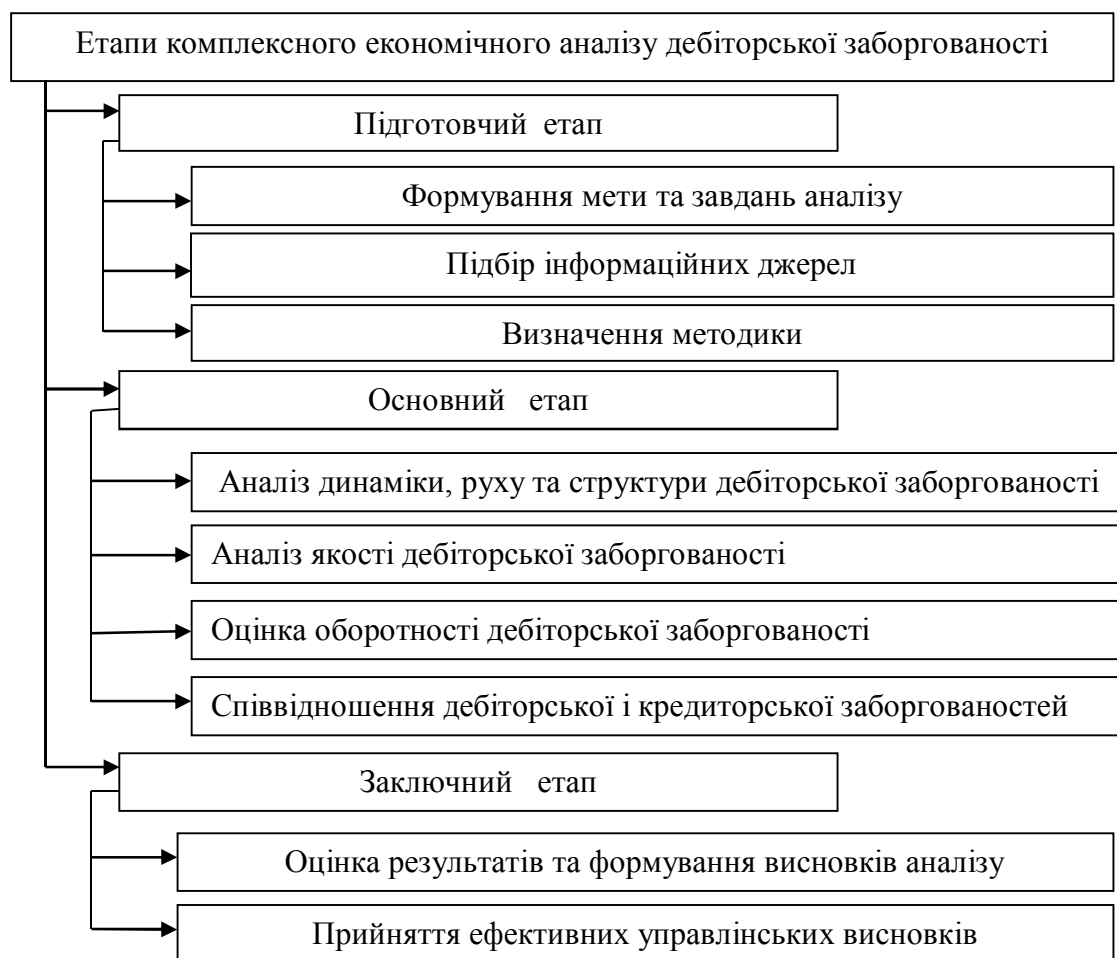 Етапи комплексного економічного аналізу дебіторської заборгованості
Підготовчий етап
Формування мети та завдань аналізу
Підбір інформаційних джерел
Визначення методики
Основний етап
Аналіз динаміки, руху та структури дебіторської заборгованості
Аналіз якості дебіторської заборгованості
Оцінка оборотності дебіторської заборгованості
Співвідношення дебіторської і кредиторської заборгованостей
Заключний етап
Оцінка результатів та формування висновків аналізу
Прийняття ефективних управлінських висновків